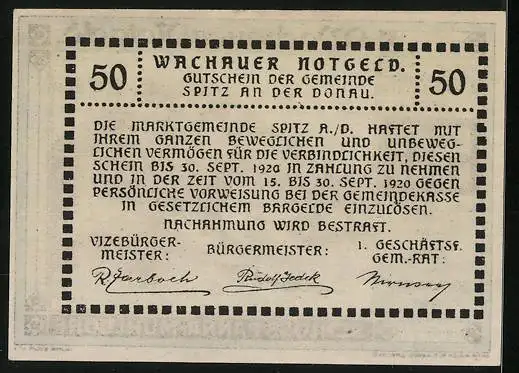 50
WACHAUER NOTGELD.
GUTSCHEIN DER GEMEINDE
SPITZ AN DER DONAU.
50
DIE MARKTGEMEINDE SPITZ A./D. HAFTET MIT
IHREM GANZEN BEWEGLICHEN UND UNBEWEG-
LICHEN VERMÖGEN FÜR DIE VERBINDLICHKEIT, DIESEN
SCHEIN BIS 30. SEPT. 1920 IN ZAHLUNG ZU NEHMEN
UND IN DER ZEIT VOM 15. BIS 30. SEPT. 1920 GEGEN
PERSÖNLICHE VORWEISUNG BEI DER GEMEINDEKASSE
IN GESETZLICHEM BARGELDE EINZULÖSEN.
NACHAHMUNG WIRD BESTRAFT.
VIZEBÜRGER-
MEISTER:
BÜRGERMEISTER:
1. GESCHÄFTSF.
GEM.-RAT:
Rudolf